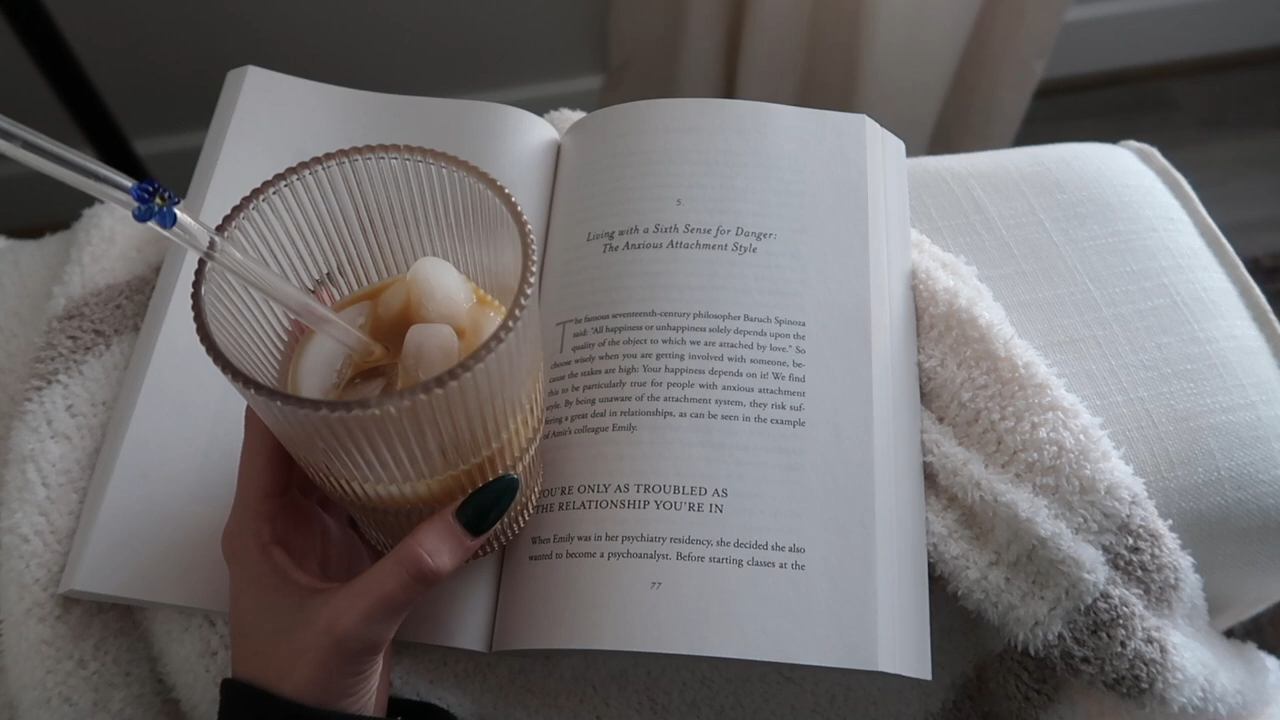 5.
Living with a Sixth Sense for Danger:
The Anxious Attachment Style
The famous seventeenth-century philosopher Baruch Spinoza
said: "All happiness or unhappiness solely depends upon the
quality of the object to which we are attached by love." So
choose wisely when you are getting involved with someone, be-
cause the stakes are high: Your happiness depends on it! We find
this to be particularly true for people with anxious attachment
style. By being unaware of the attachment system, they risk suf-
fering a great deal in relationships, as can be seen in the example
of Amir's colleague Emily.
YOU'RE ONLY AS TROUBLED AS
THE RELATIONSHIP YOU'RE IN
When Emily was in her psychiatry residency, she decided she also
wanted to become a psychoanalyst. Before starting classes at the
77